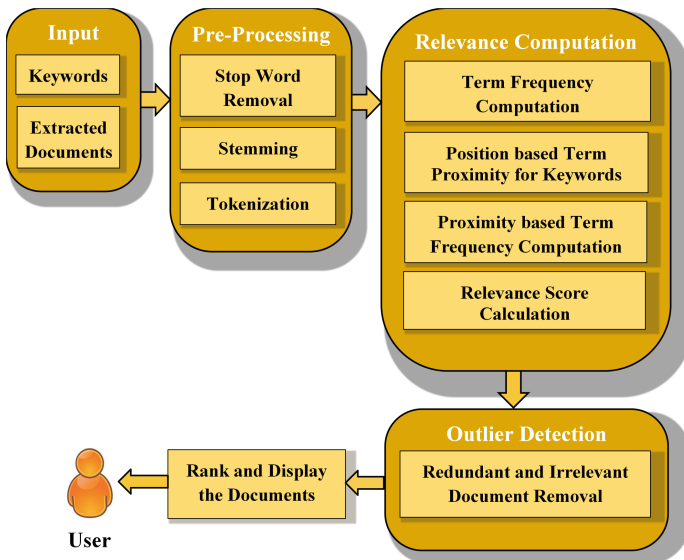 Input
Keywords
Extracted
Documents
Pre-Processing
Stop Word
Removal
Stemming
Tokenization
Relevance Computation
Term Frequency
Computation
Position based Term
Proximity for Keywords
Proximity based Term
Frequency Computation
Relevance Score
Calculation
Outlier Detection
Redundant and Irrelevant
Document Removal
Rank and Display
the Documents
User